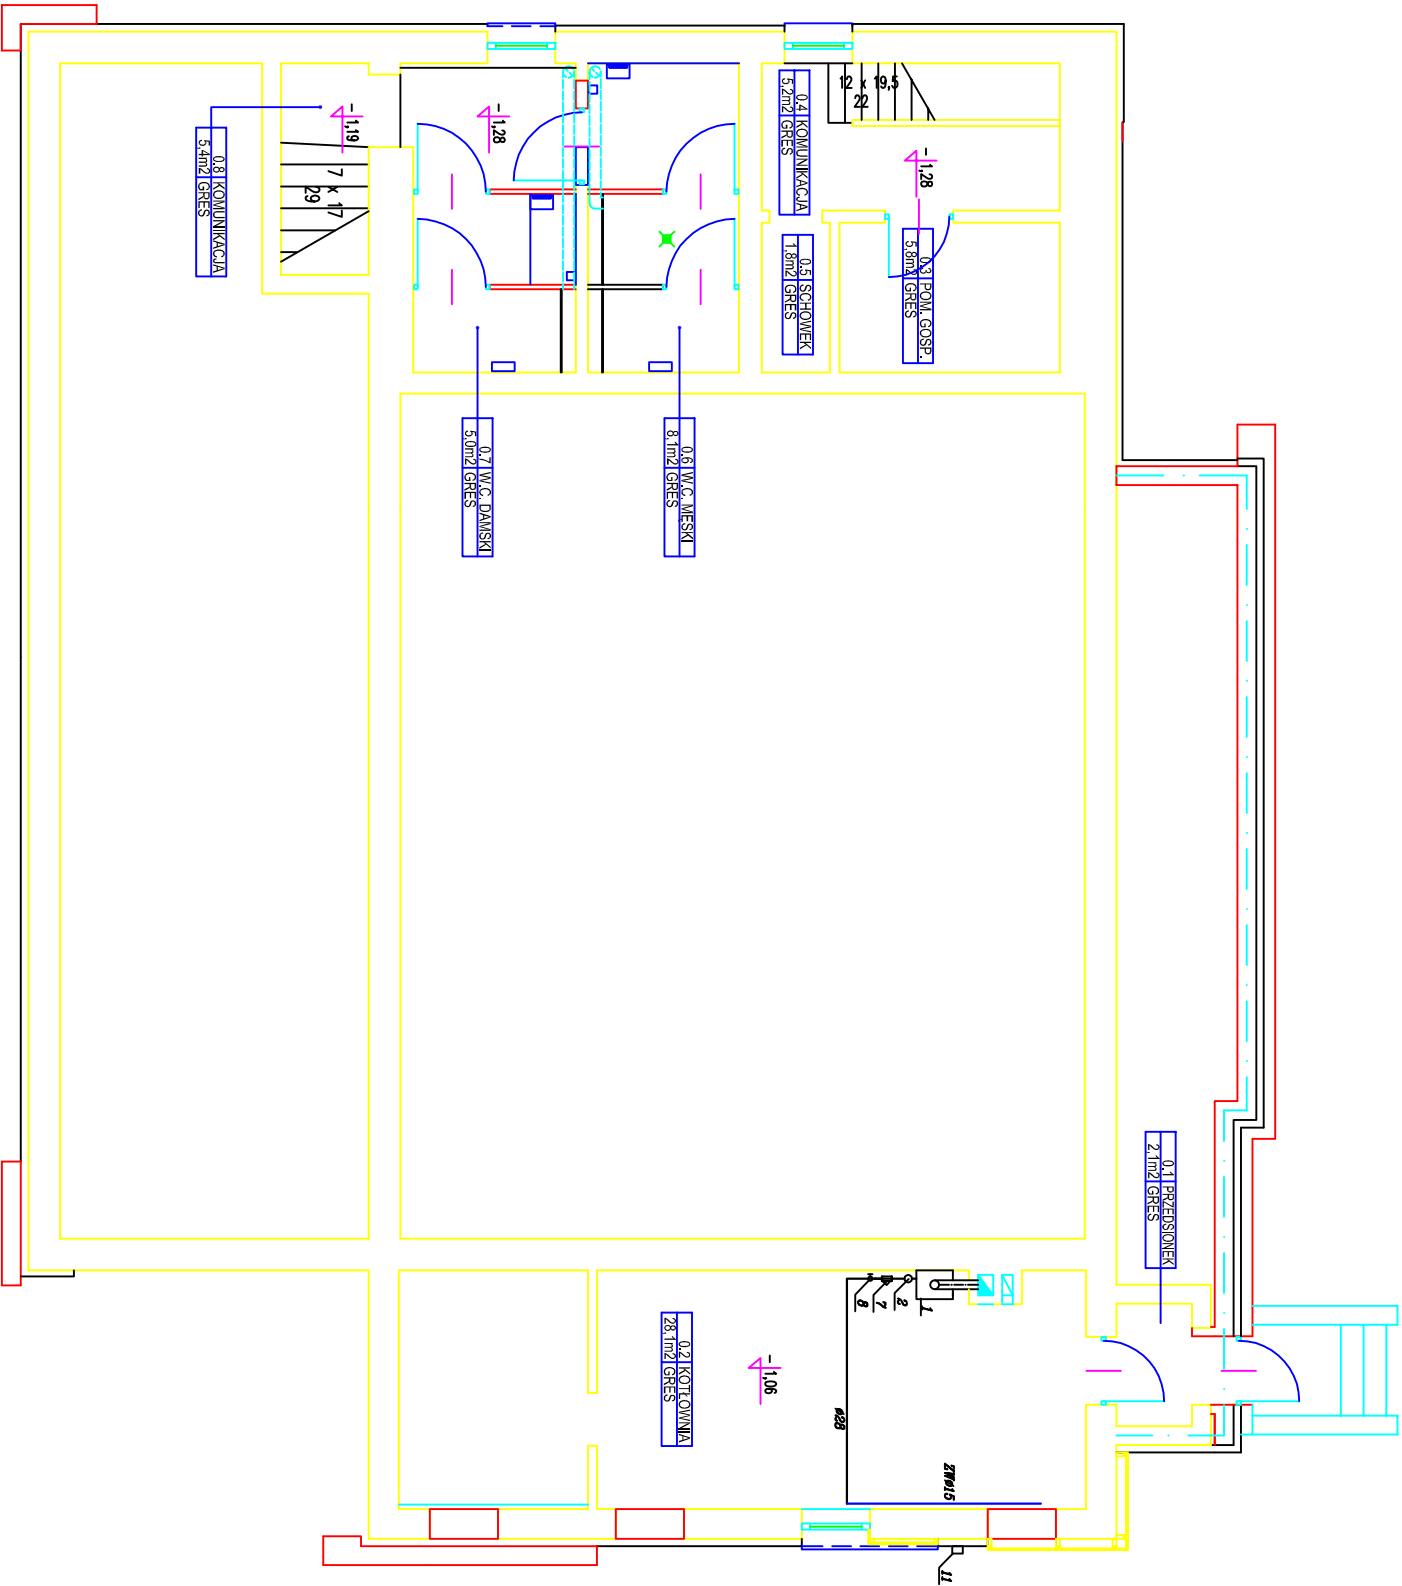 12 x 19,5
22
0.4 KOMUNIKACJA
5,2m2 GRES
- 1,28
0.3 POM. GOSP.
5,8m2 GRES
0.5 SCHOWEK
1,8m2 GRES
- 1,28
- 1,19
7 x 17
29
0.8 KOMUNIKACJA
5,4m2 GRES
0.6 W.C. MĘSKI
8,1m2 GRES
0.7 W.C. DAMSKI
5,0m2 GRES
0.1 PRZEDSIONEK
2,1m2 GRES
1
2
7
8
- 1,06
0.2 KOTŁOWNIA
28,1m2 GRES
ø28
ZWø15
11